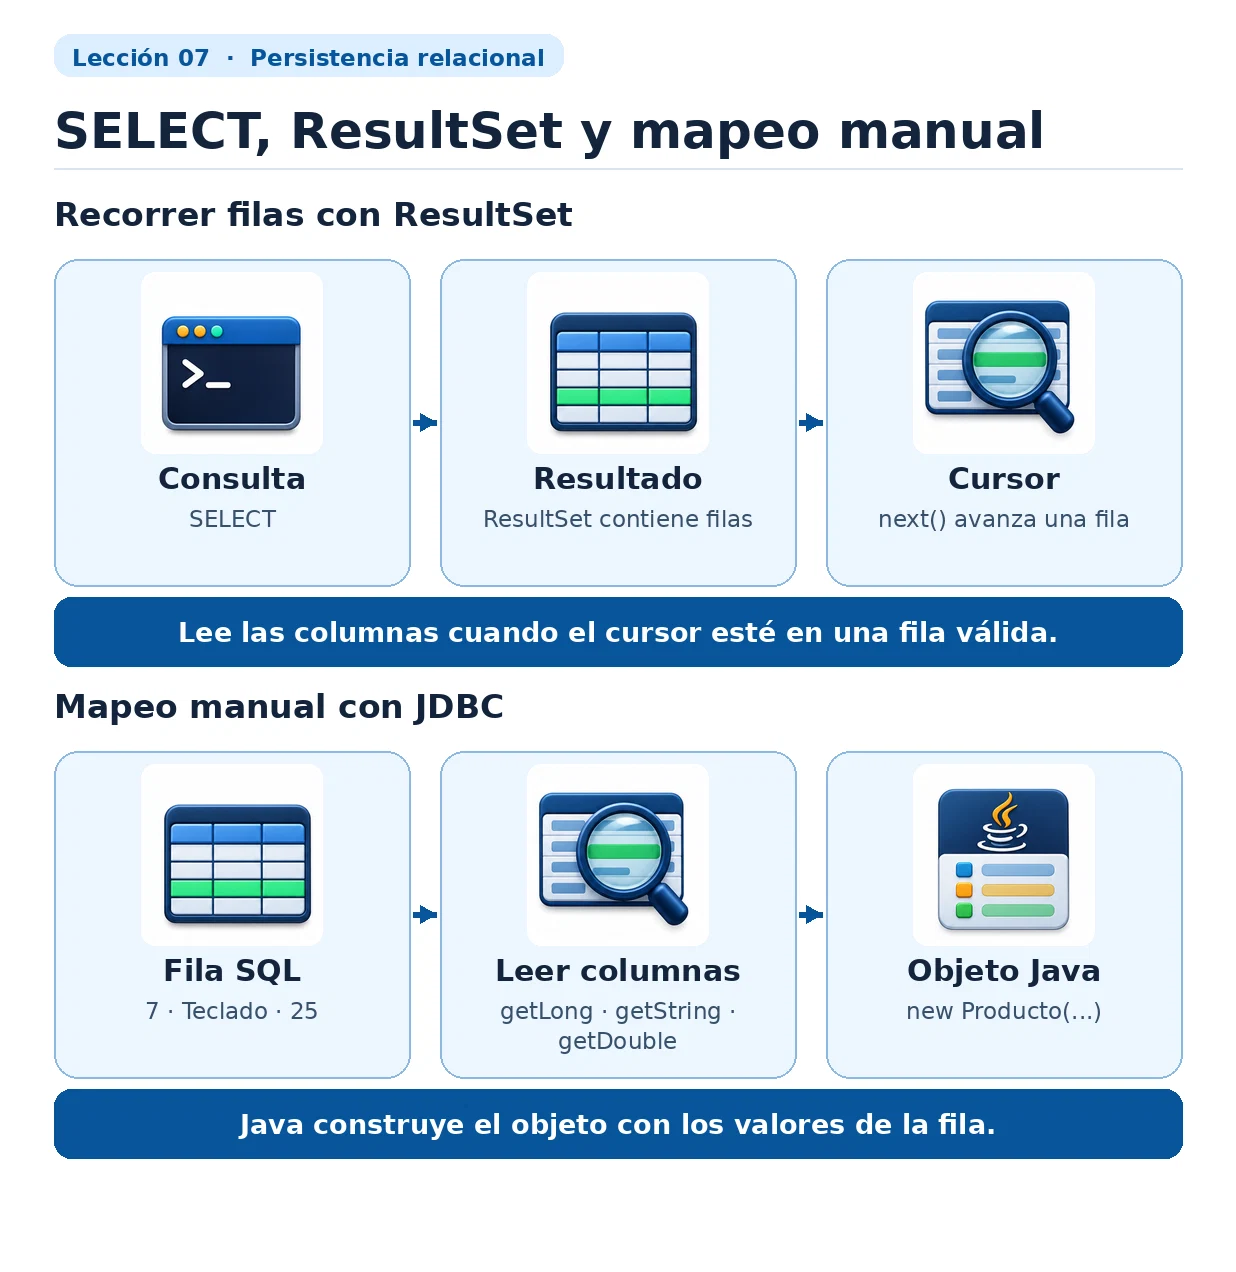 Lección 07 · Persistencia relacional
SELECT, ResultSet y mapeo manual
Recorrer filas con ResultSet
Consulta
SELECT
Resultado
ResultSet contiene filas
Cursor
next() avanza una fila
Lee las columnas cuando el cursor esté en una fila válida.
Mapeo manual con JDBC
Fila SQL
7 · Teclado · 25
Leer columnas
getLong · getString ·
getDouble
Objeto Java
new Producto(...)
Java construye el objeto con los valores de la fila.